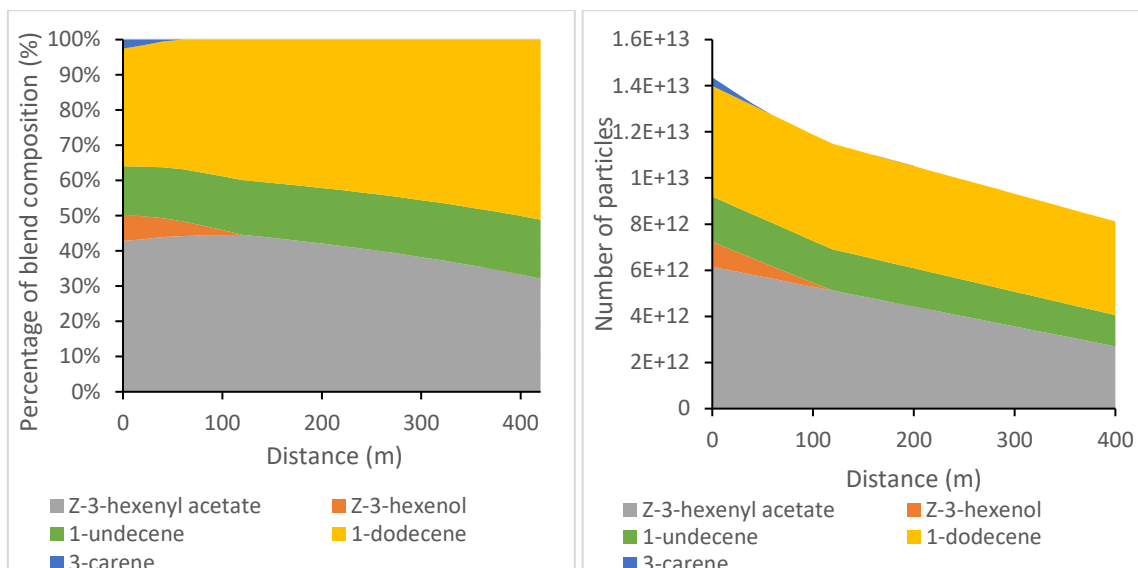 Percentage of blend composition (%)
100%
90%
80%
70%
60%
50%
40%
30%
20%
10%
0%
0 100 200 300 400
Distance (m)
Z-3-hexenyl acetate Z-3-hexenol
1-undecene 1-dodecene
3-carene
Number of particles
1.6E+13
1.4E+13
1.2E+13
1E+13
8E+12
6E+12
4E+12
2E+12
0
0 100 200 300 400
Distance (m)
Z-3-hexenyl acetate Z-3-hexenol
1-undecene 1-dodecene
3-carene